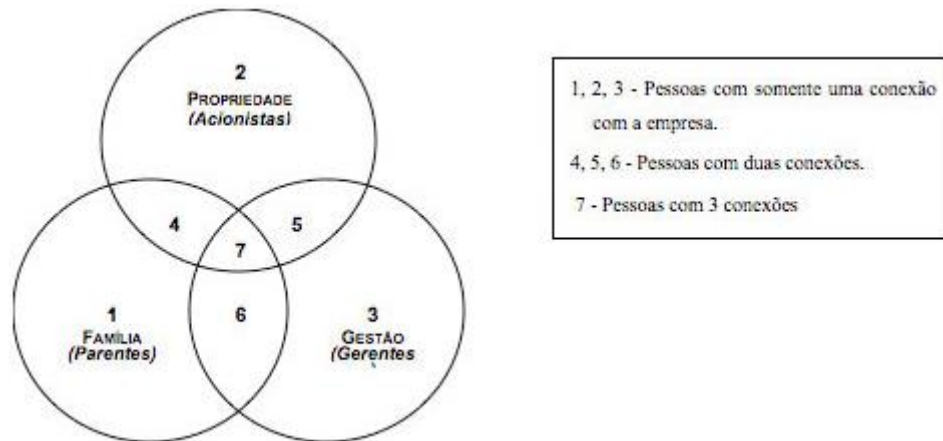 2
PROPRIEDADE
(Acionistas)
4
5
7
1
FAMÍLIA
(Parentes)
6
3
GESTÃO
(Gerentes
1, 2, 3 - Pessoas com somente uma conexão
com a empresa.
4, 5, 6 - Pessoas com duas conexões.
7 - Pessoas com 3 conexões